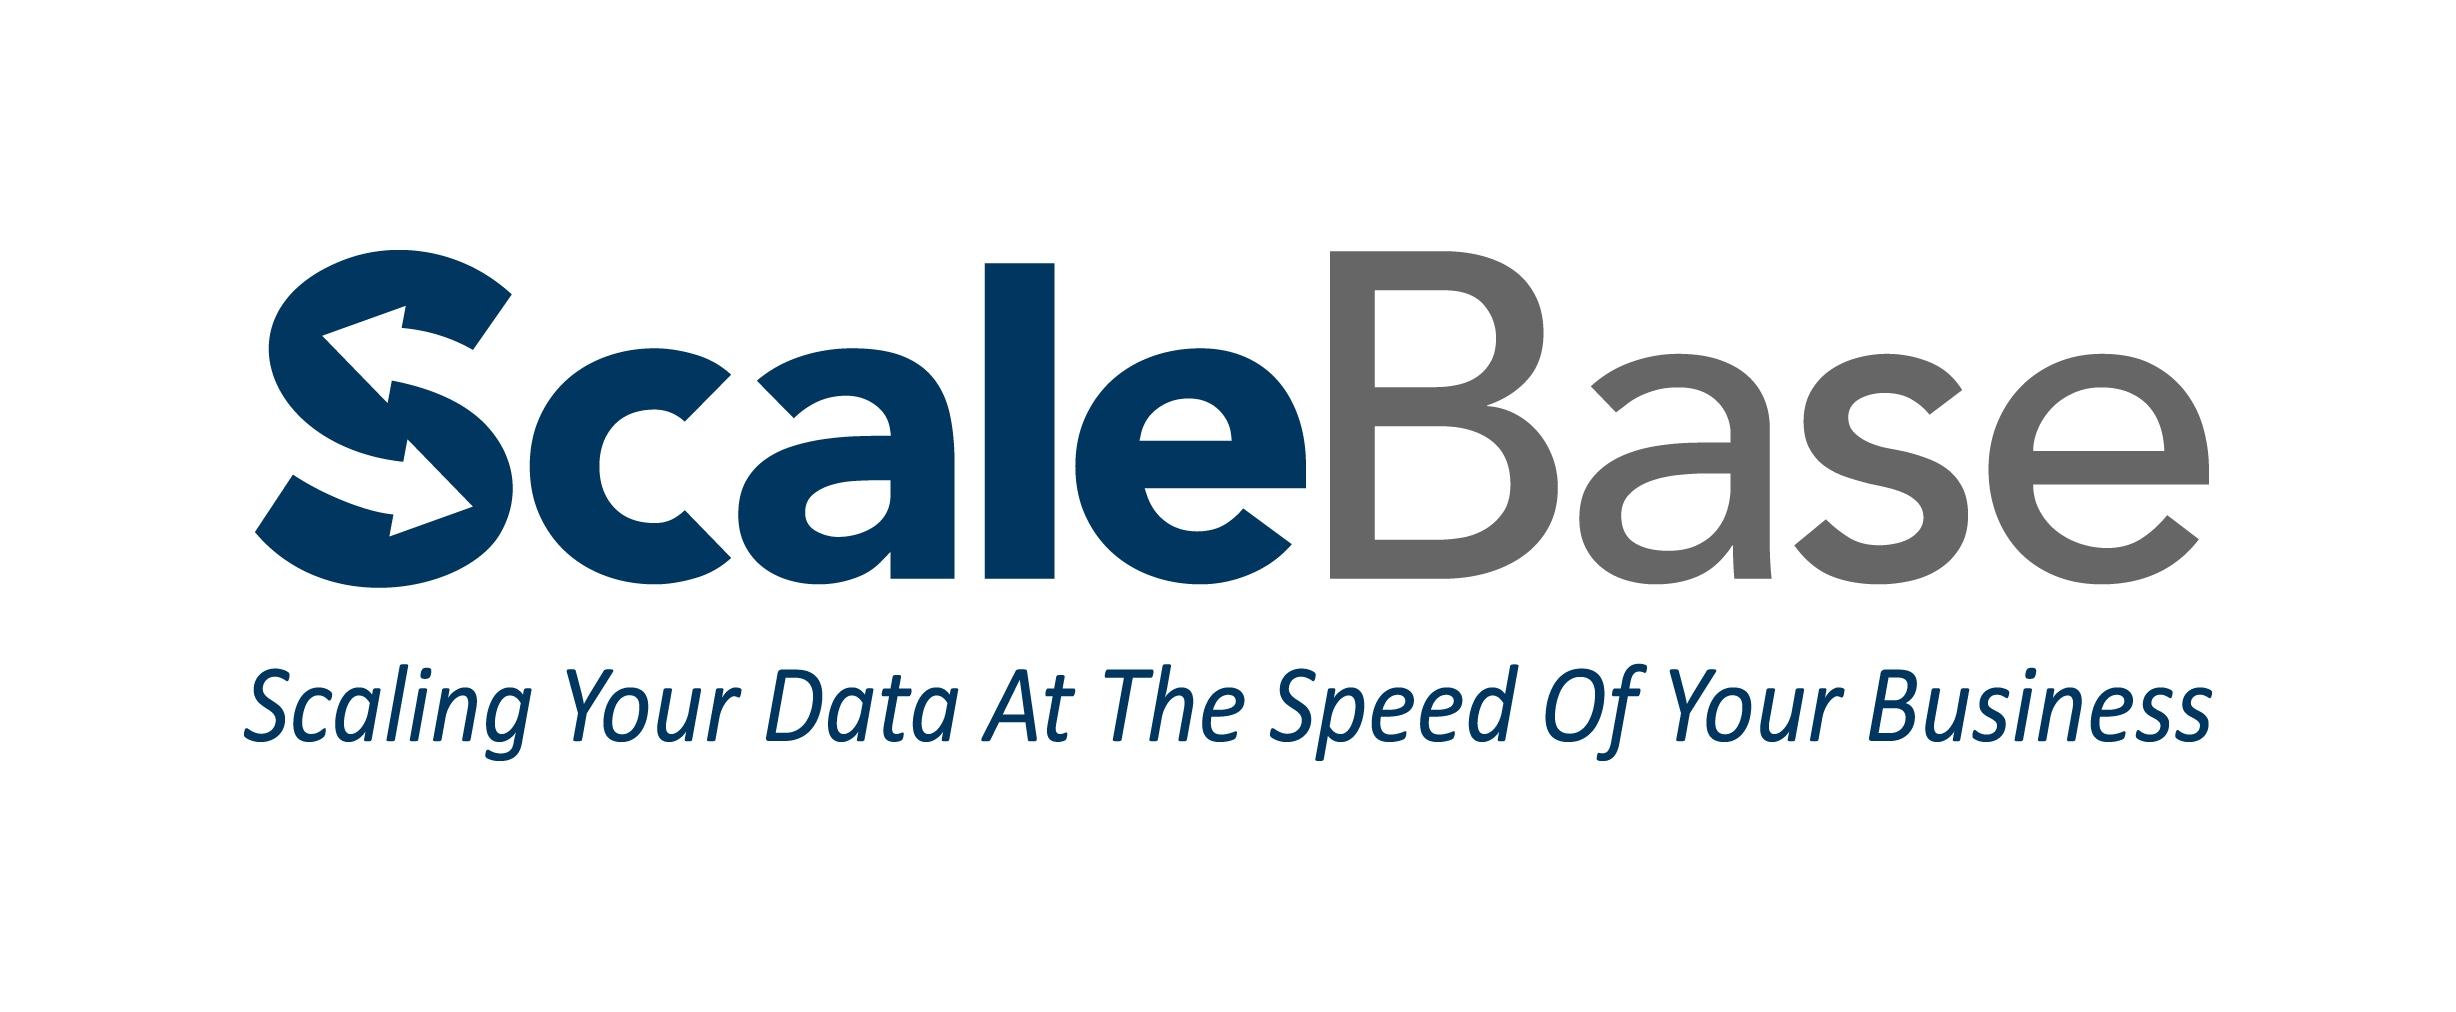 ScaleBase
Scaling Your Data At The Speed Of Your Business